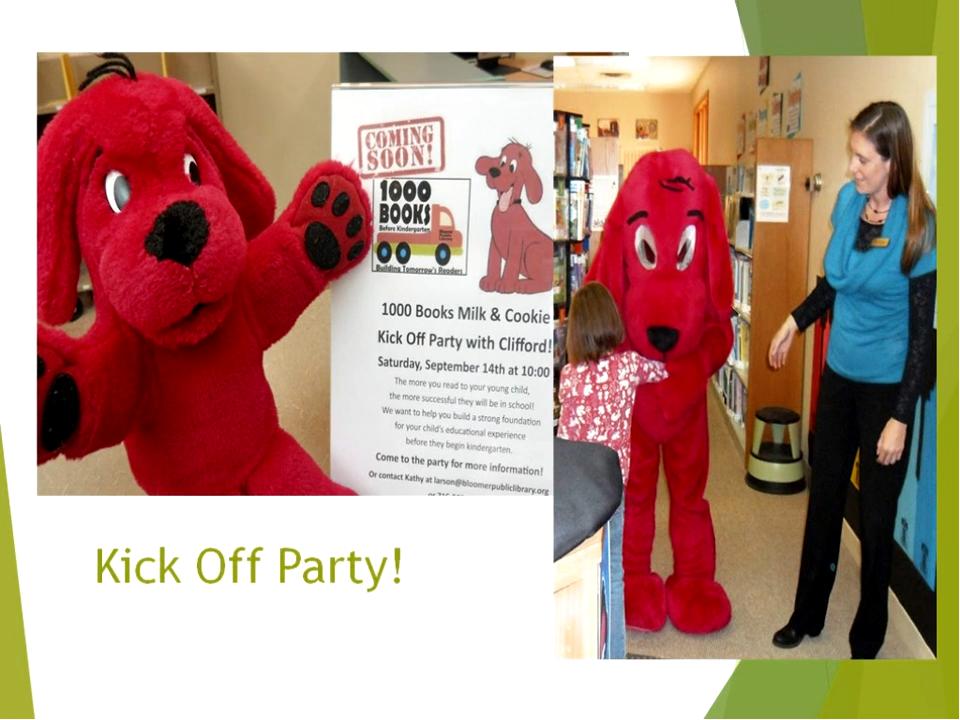 COMING
SOON!
1000
BOOKS
Before Kindergarten
Building Tomorrow's Readers
1000 Books Milk & Cookie
Kick Off Party with Clifford!
Saturday, September 14th at 10:00
The more you read to your young child,
the more successful they will be in school!
We want to help you build a strong foundation
for your child's educational experience
before they begin kindergarten.
Come to the party for more information!
Or contact Kathy at larson@bloomerpubliclibrary.org
Kick Off Party!